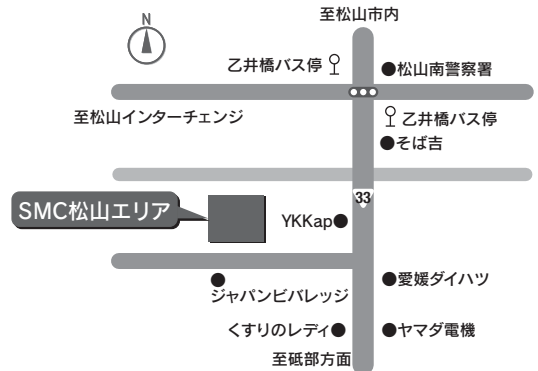 N
至松山市内
乙井橋バス停
松山南警察署
至松山インターチェンジ
乙井橋バス停
そば吉
33
SMC松山エリア
YKKap
ジャパンビバレッジ
愛媛ダイハツ
くすりのレディ
ヤマダ電機
至砥部方面